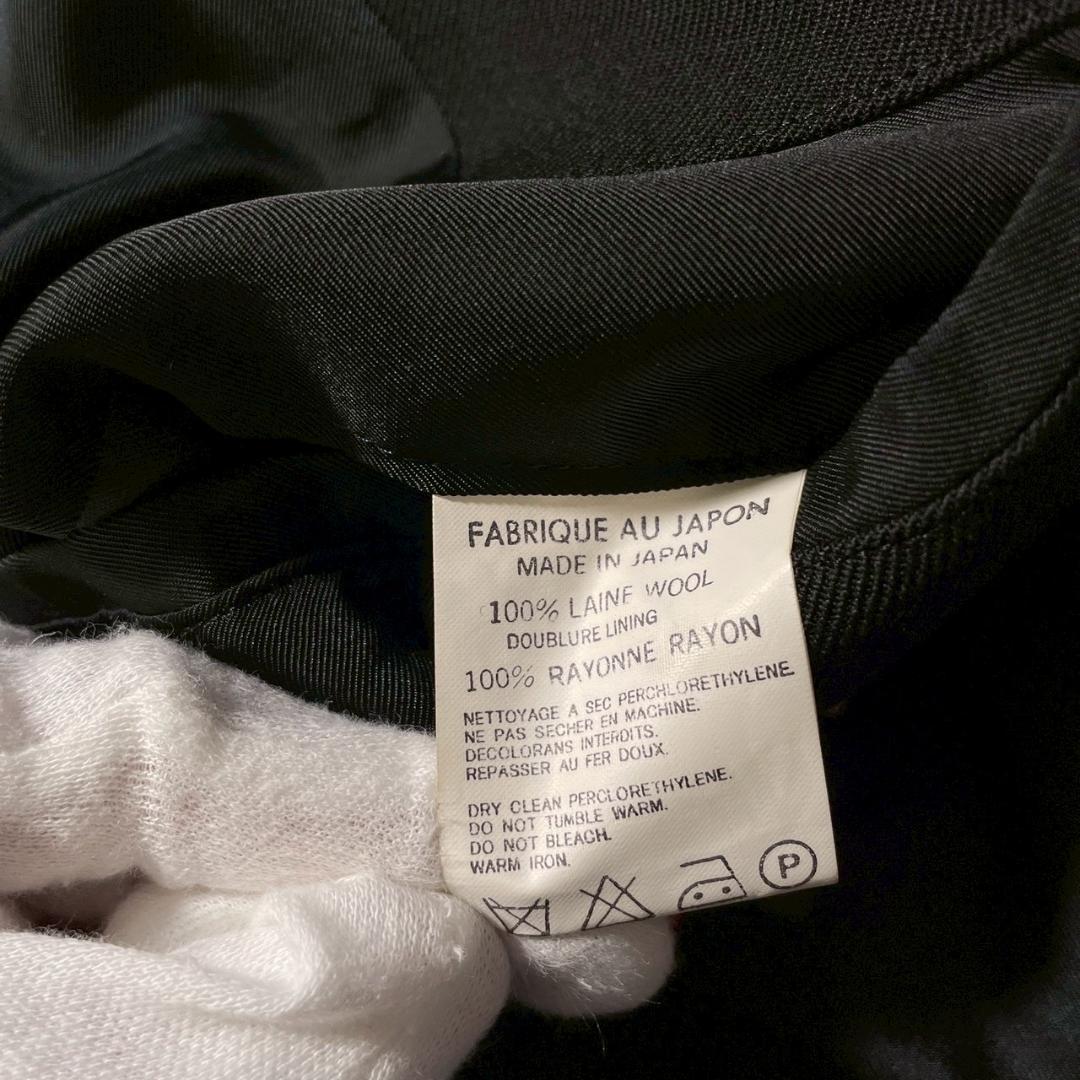 FABRIQUE AU JAPON
MADE IN JAPAN
100% LAINE WOOL
DOUBLURE LINING
100% RAYONNE RAYON
NETTOYAGE A SEC PERCHLORETHYLENE.
NE PAS SECHER EN MACHINE.
DECOLORANS INTERDITS.
REPASSER AU FER DOUX.
DRY CLEAN PERCLORETHYLENE.
DO NOT TUMBLE WARM.
DO NOT BLEACH.
WARM IRON.
P